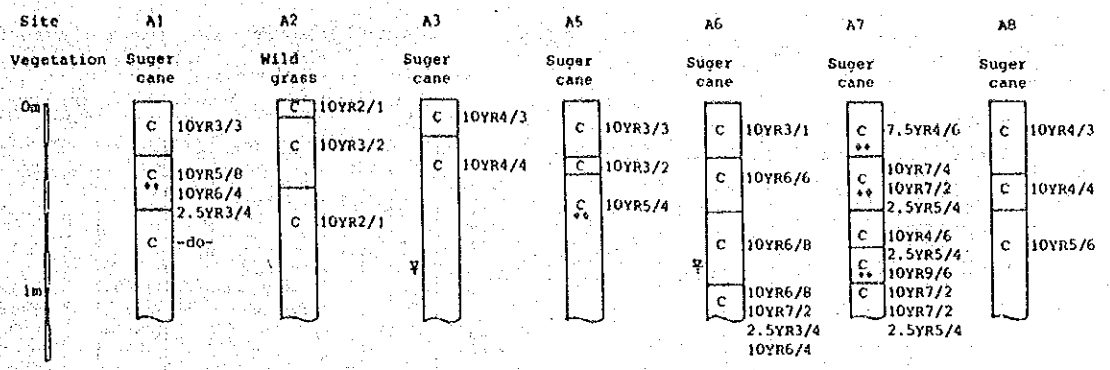 Site A1 A2 A3 A5 A6 A7 A8
Vegetation Suger cane Wild grass Suger cane Suger cane Suger cane Suger cane Suger cane
0m
1m
C 10YR3/3
C 10YR5/8
10YR6/4
2.5YR3/4
C -do-
C 10YR2/1
C 10YR3/2
C 10YR2/1
C 10YR4/3
C 10YR4/4
C 10YR3/3
C 10YR3/2
C 10YR5/4
C 10YR3/1
C 10YR6/6
C 10YR6/8
C 10YR6/8
10YR7/2
2.5YR3/4
10YR6/4
C 7.5YR4/6
C 10YR7/4
10YR7/2
2.5YR5/4
C 10YR4/6
2.5YR5/4
C 10YR9/6
C 10YR7/2
10YR7/2
2.5YR5/4
C 10YR4/3
C 10YR4/4
C 10YR5/6